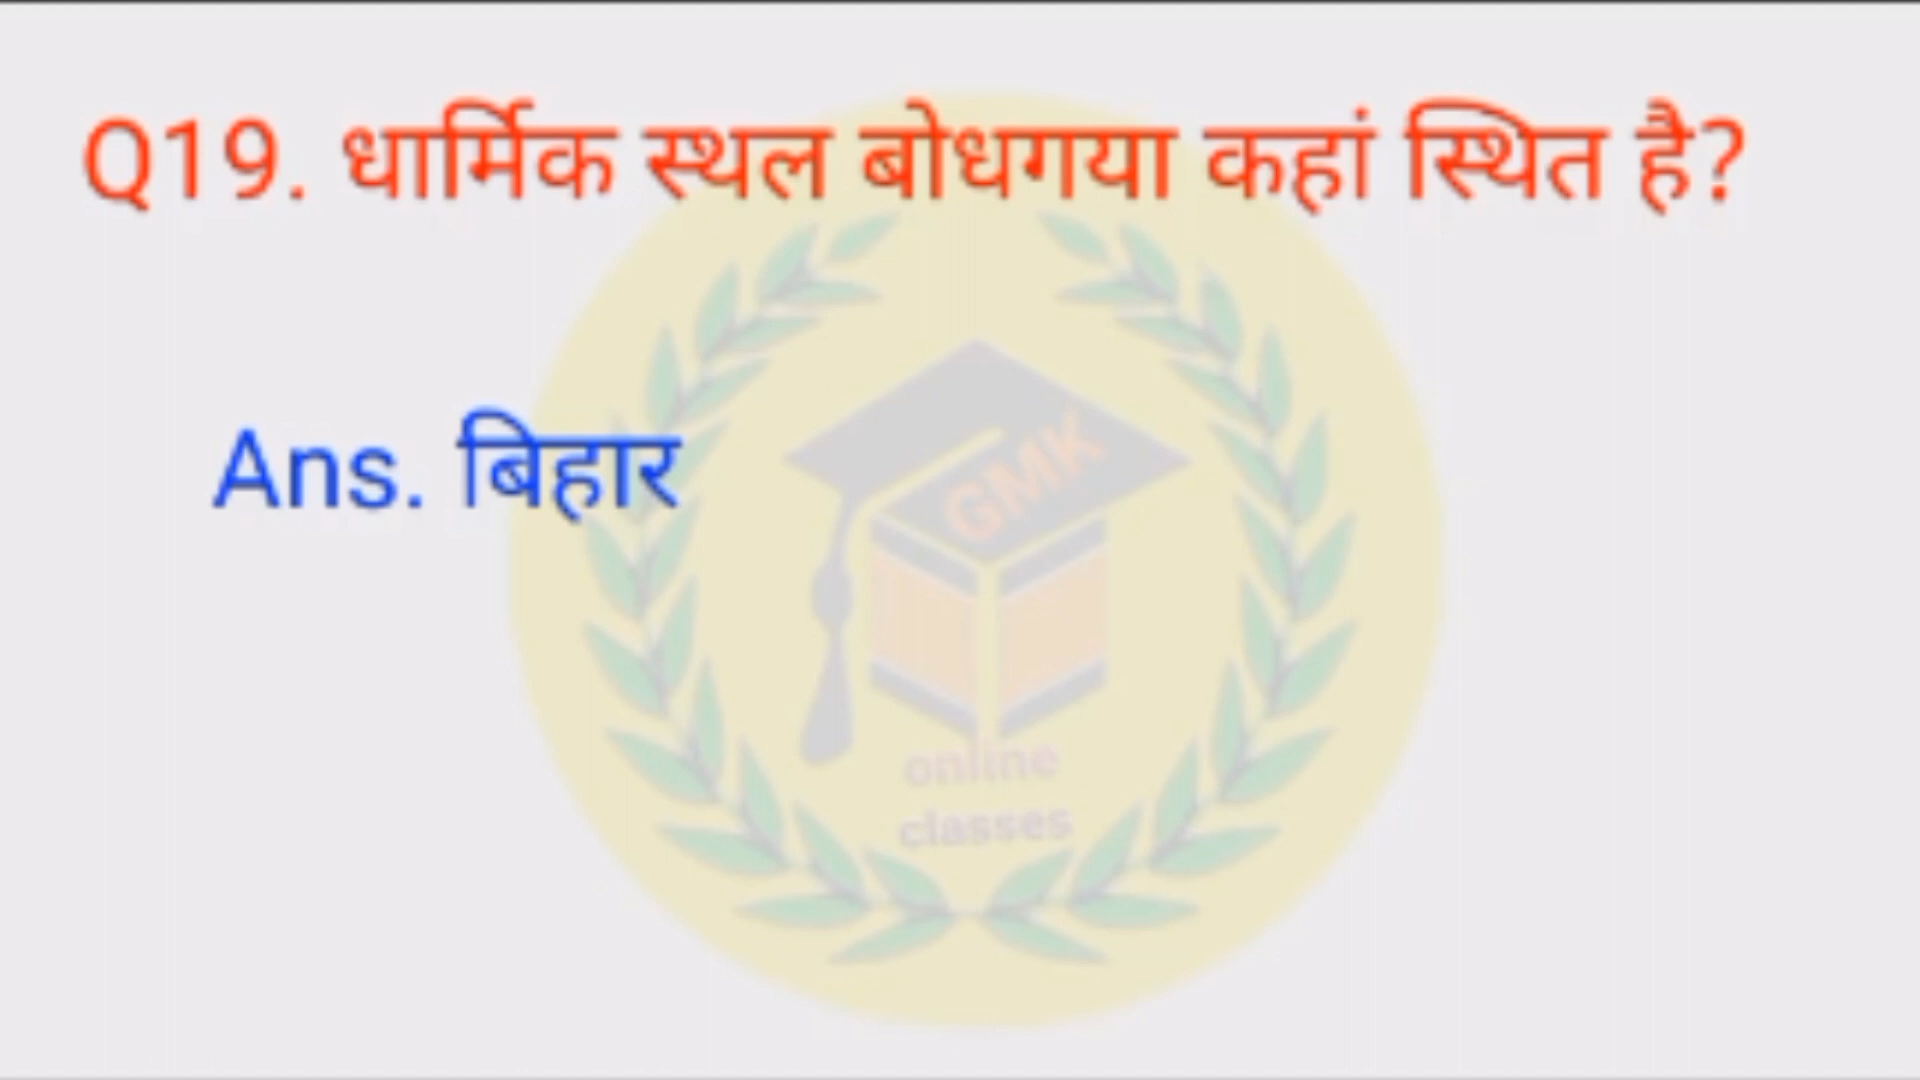 Q19. धार्मिक स्थल बोधगया कहां स्थित है?
Ans. बिहार
GMK
online
classes